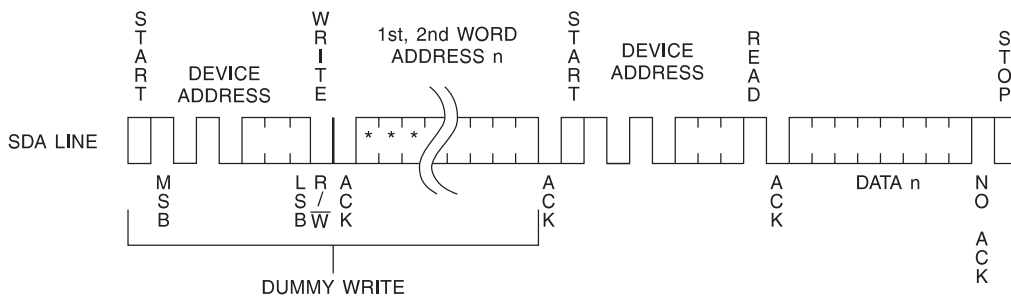 START
WRITE
1st, 2nd WORD
ADDRESS n
START
READ
STOP
DEVICE
ADDRESS
DEVICE
ADDRESS
SDA LINE
* * *
MSB
LSB
R/W
ACK
ACK
ACK
DATA n
NO ACK
DUMMY WRITE